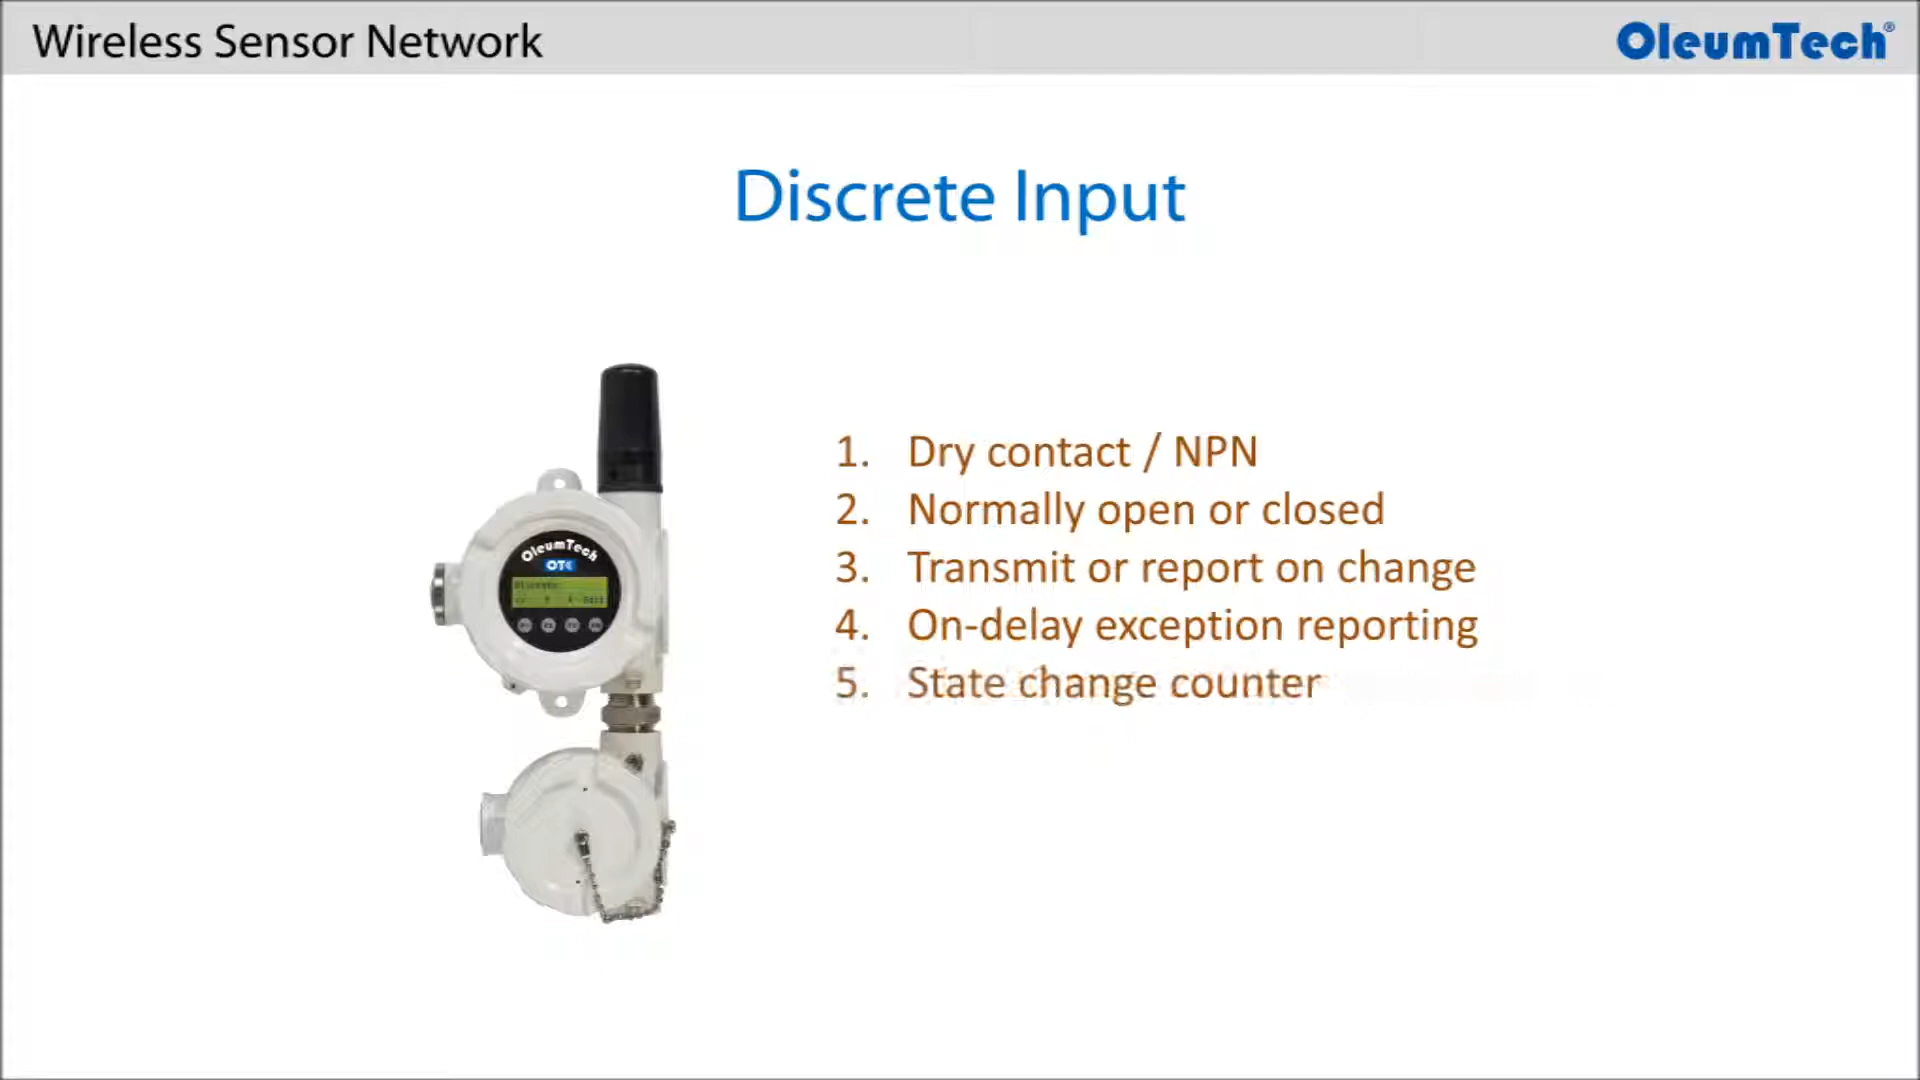 Wireless Sensor Network
OleumTech®
Discrete Input
OleumTech
OTC
1. Dry contact / NPN
2. Normally open or closed
3. Transmit or report on change
4. On-delay exception reporting
5. State change counter